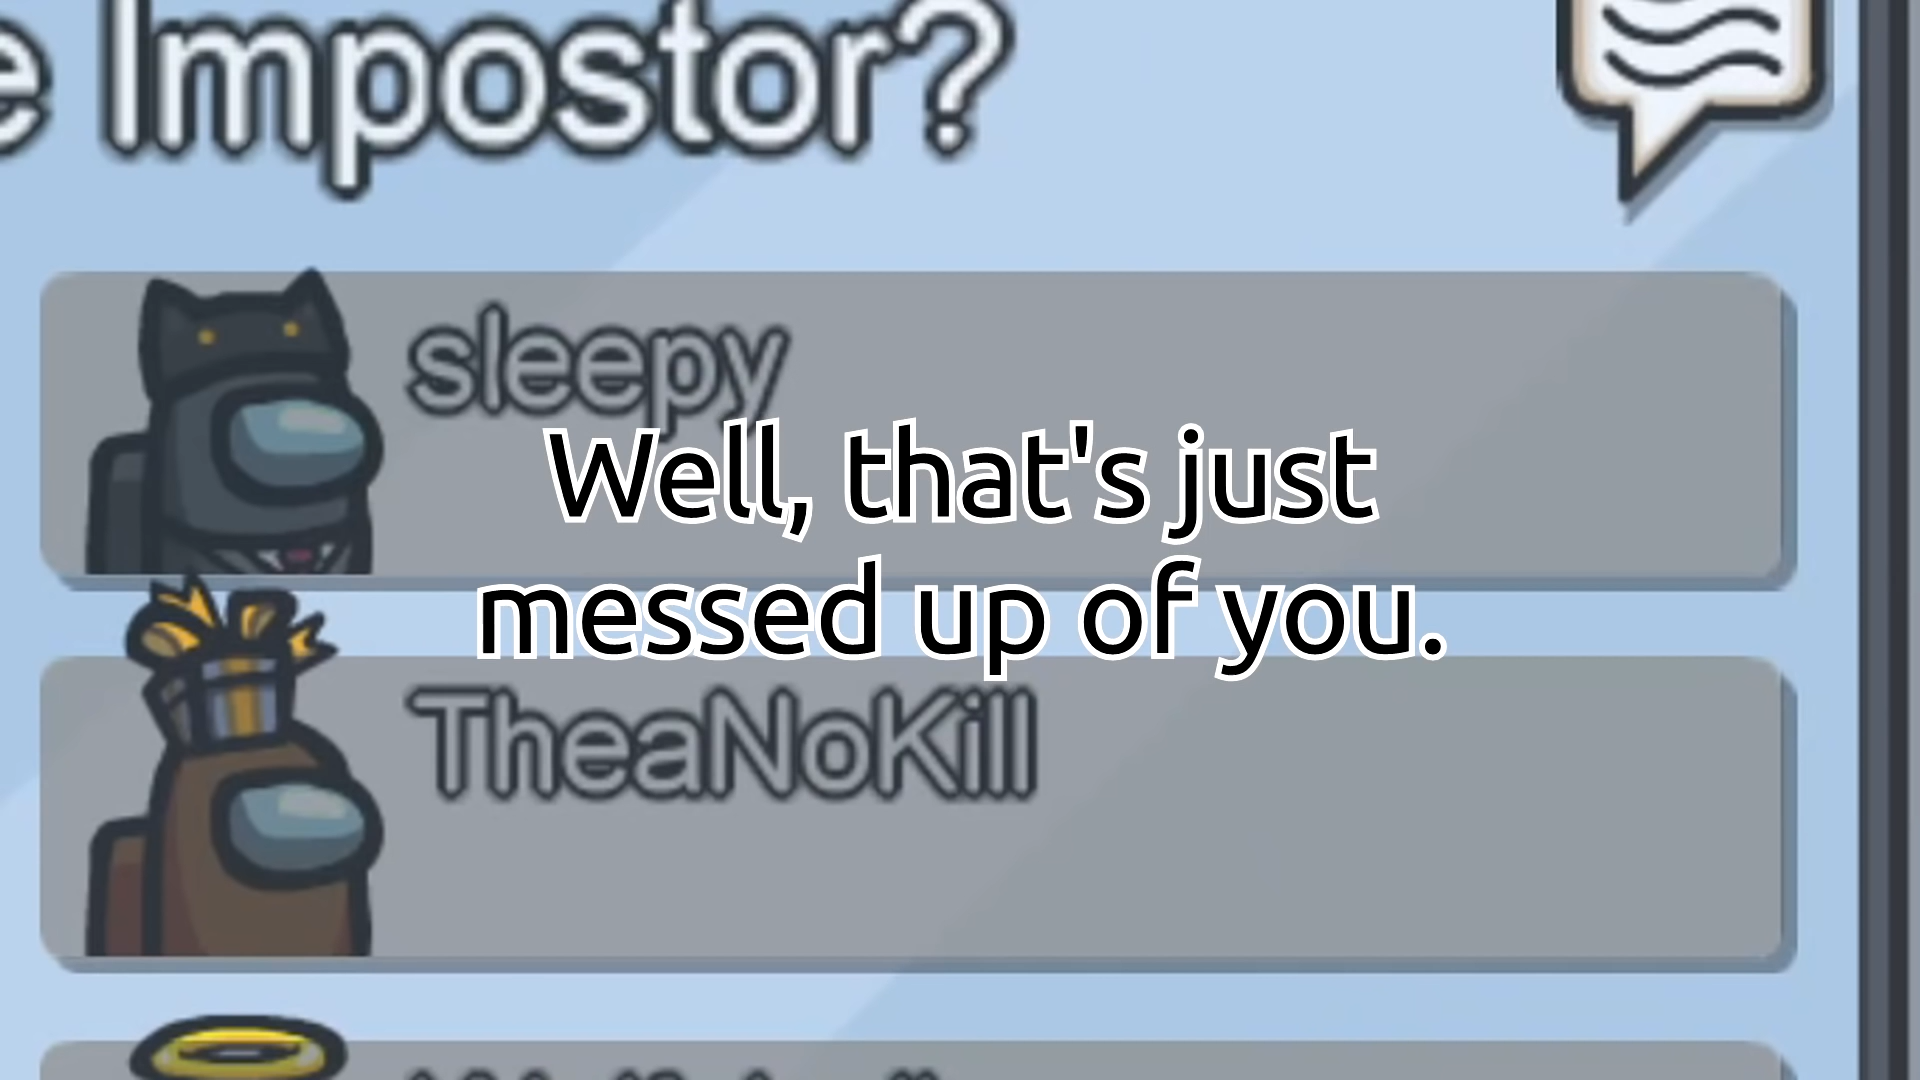 Impostor?
sleepy
Well, that's just
messed up of you.
TheaNoKill